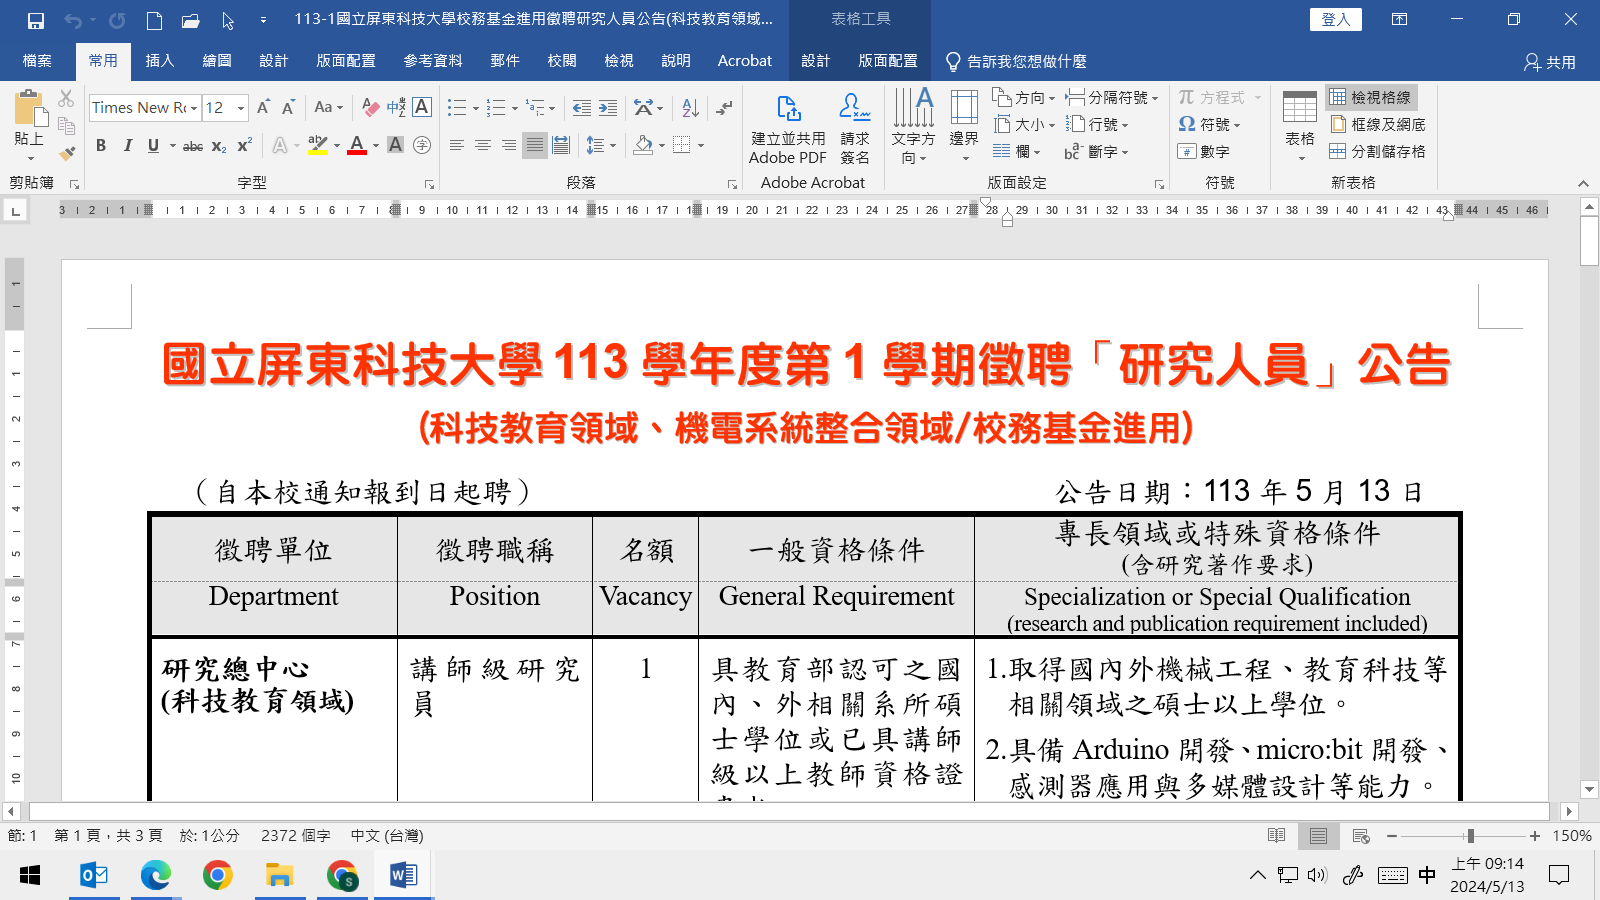 113-1國立屏東科技大學校務基金進用徵聘研究人員公告(科技教育領域...
表格工具
登入
檔案 常用 插入 繪圖 設計 版面配置 參考資料 郵件 校閱 檢視 說明 Acrobat 設計 版面配置 告訴我您想做什麼 共用
Times New Ro 12
貼上
剪貼簿
字型
段落
建立並共用
Adobe PDF
請求
簽名
Adobe Acrobat
文字方
向
邊界
方向
大小
欄
分隔符號
行號
斷字
版面設定
方程式
符號
數字
符號
表格
檢視格線
框線及網底
分割儲存格
新表格
國立屏東科技大學 113 學年度第 1 學期徵聘「研究人員」公告
(科技教育領域、機電系統整合領域/校務基金進用)
（自本校通知報到日起聘） 公告日期：113 年 5 月 13 日
徵聘單位 徵聘職稱 名額 一般資格條件 專長領域或特殊資格條件
(含研究著作要求)
Department Position Vacancy General Requirement Specialization or Special Qualification
(research and publication requirement included)
研究總中心
(科技教育領域)
講師級研究
員
1
具教育部認可之國
內、外相關系所碩
士學位或已具講師
級以上教師資格證
1.取得國內外機械工程、教育科技等
相關領域之碩士以上學位。
2.具備 Arduino 開發、micro:bit 開發、
感測器應用與多媒體設計等能力。
節: 1 第 1 頁，共 3 頁 於: 1公分 2372 個字 中文 (台灣) 150%
中
上午 09:14
2024/5/13